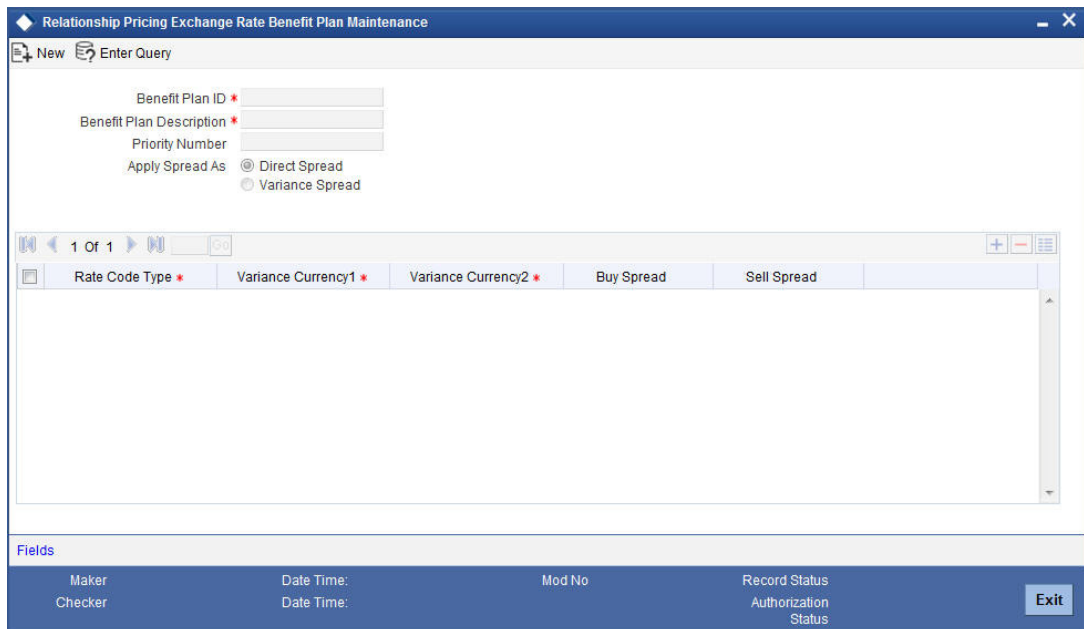 Relationship Pricing Exchange Rate Benefit Plan Maintenance
New Enter Query
Benefit Plan ID *
Benefit Plan Description *
Priority Number
Apply Spread As Direct Spread
Variance Spread
1 Of 1 Go
Rate Code Type * Variance Currency1 * Variance Currency2 * Buy Spread Sell Spread
Fields
Maker Date Time: Mod No Record Status
Checker Date Time: Authorization Status
Exit